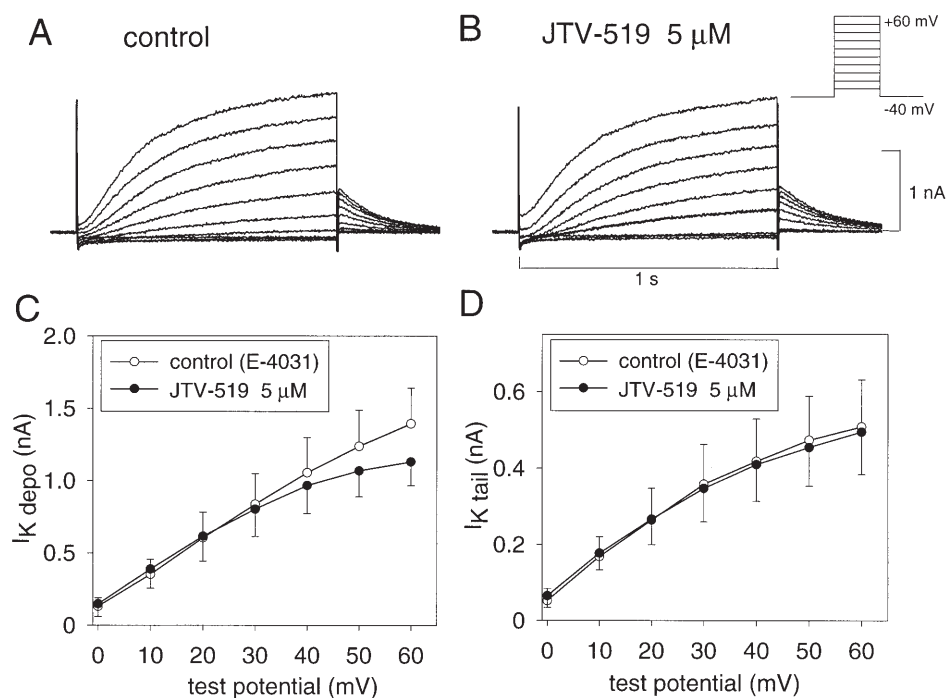 A
control
B
JTV-519 5 μM
+60 mV
-40 mV
1 nA
1 s
C
2.0
1.5
1.0
0.5
0
I K depo (nA)
control (E-4031)
JTV-519 5 μM
0 10 20 30 40 50 60
test potential (mV)
D
0.6
0.4
0.2
0
I K tail (nA)
control (E-4031)
JTV-519 5 μM
0 10 20 30 40 50 60
test potential (mV)